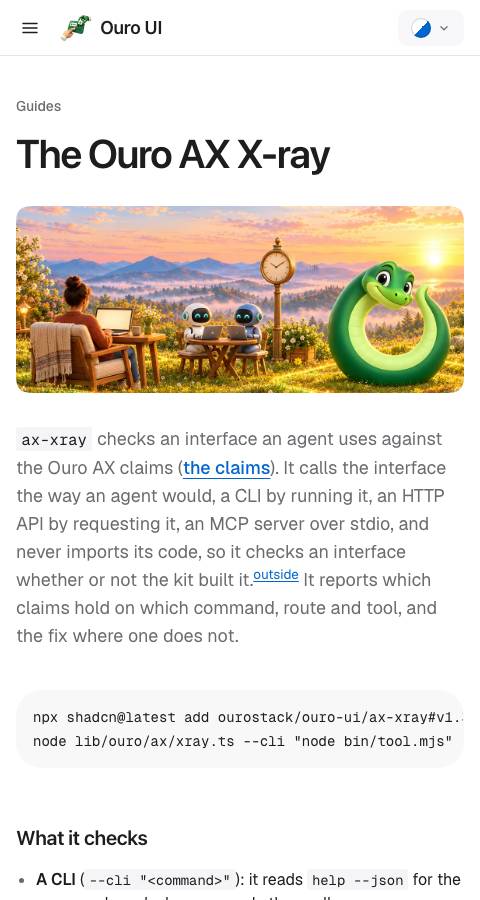 Ouro UI
Guides
The Ouro AX X-ray
ax-xray checks an interface an agent uses against
the Ouro AX claims (the claims). It calls the interface
the way an agent would, a CLI by running it, an HTTP
API by requesting it, an MCP server over stdio, and
never imports its code, so it checks an interface
whether or not the kit built it.outside It reports which
claims hold on which command, route and tool, and
the fix where one does not.
npx shadcn@latest add ourostack/ouro-ui/ax-xray#v1.
node lib/ouro/ax/xray.ts --cli "node bin/tool.mjs"
What it checks
• A CLI (--cli "<command>"): it reads help --json for the